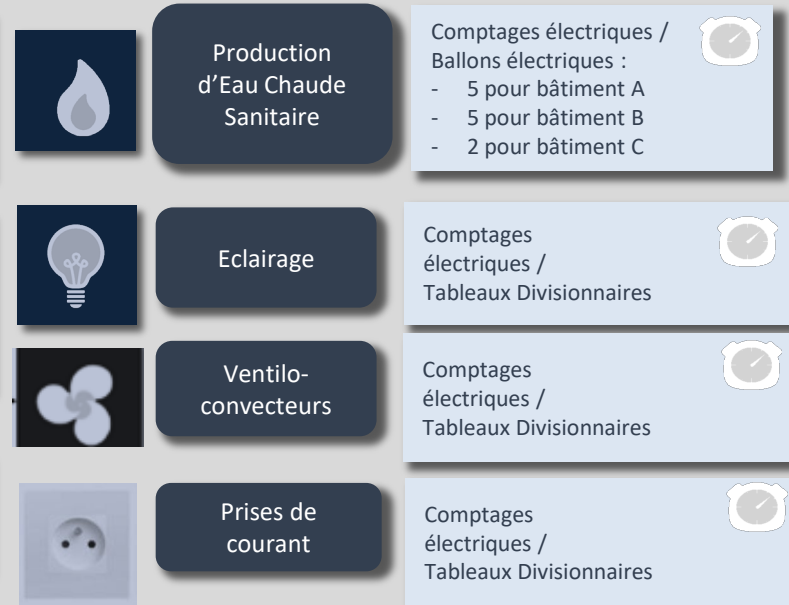 Production
d’Eau Chaude
Sanitaire
Comptages électriques /
Ballons électriques :
- 5 pour bâtiment A
- 5 pour bâtiment B
- 2 pour bâtiment C
Eclairage
Comptages
électriques /
Tableaux Divisionnaires
Ventilo-
convecteurs
Comptages
électriques /
Tableaux Divisionnaires
Prises de
courant
Comptages
électriques /
Tableaux Divisionnaires